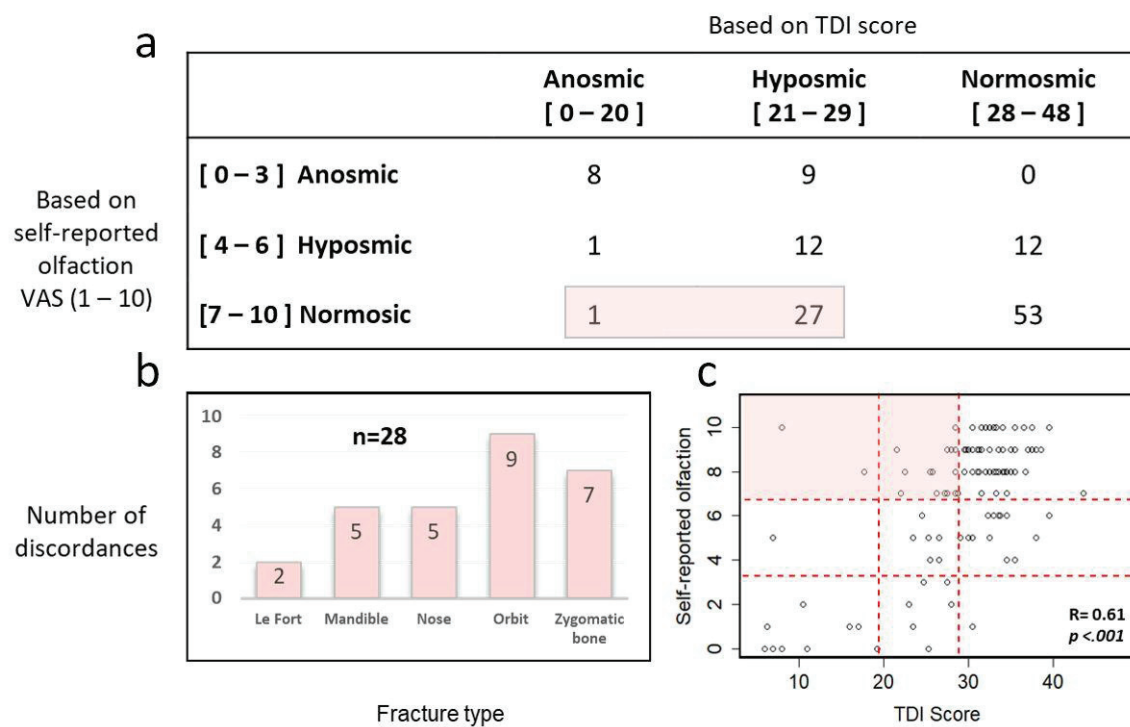 a
Based on TDI score
Anosmic Hyposmic Normosmic
[ 0 – 20 ] [ 21 – 29 ] [ 28 – 48 ]
Based on
self-reported
olfaction
VAS (1 – 10)
[ 0 – 3 ] Anosmic 8 9 0
[ 4 – 6 ] Hyposmic 1 12 12
[7 – 10 ] Normosic 1 27 53
b
Number of
discordances
10
8
6
4
2
0
n=28
2
5
5
9
7
Le Fort Mandible Nose Orbit Zygomatic
bone
Fracture type
c
Self-reported olfaction
10
8
6
4
2
0
R= 0.61
p <.001
10 20 30 40
TDI Score